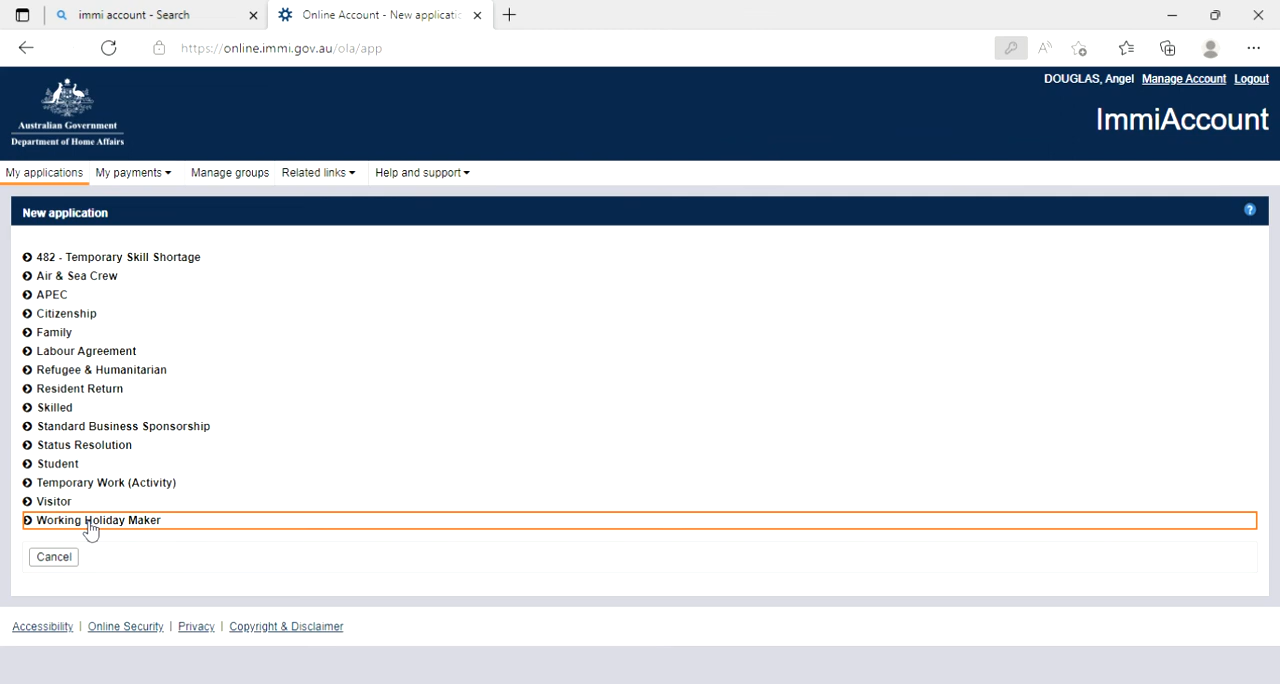 immi account - Search
Online Account - New applicatio
https://online.immi.gov.au/ola/app
DOUGLAS, Angel Manage Account Logout
Australian Government
Department of Home Affairs
ImmiAccount
My applications My payments Manage groups Related links Help and support
New application
?
482 - Temporary Skill Shortage
Air & Sea Crew
APEC
Citizenship
Family
Labour Agreement
Refugee & Humanitarian
Resident Return
Skilled
Standard Business Sponsorship
Status Resolution
Student
Temporary Work (Activity)
Visitor
Working Holiday Maker
Cancel
Accessibility | Online Security | Privacy | Copyright & Disclaimer